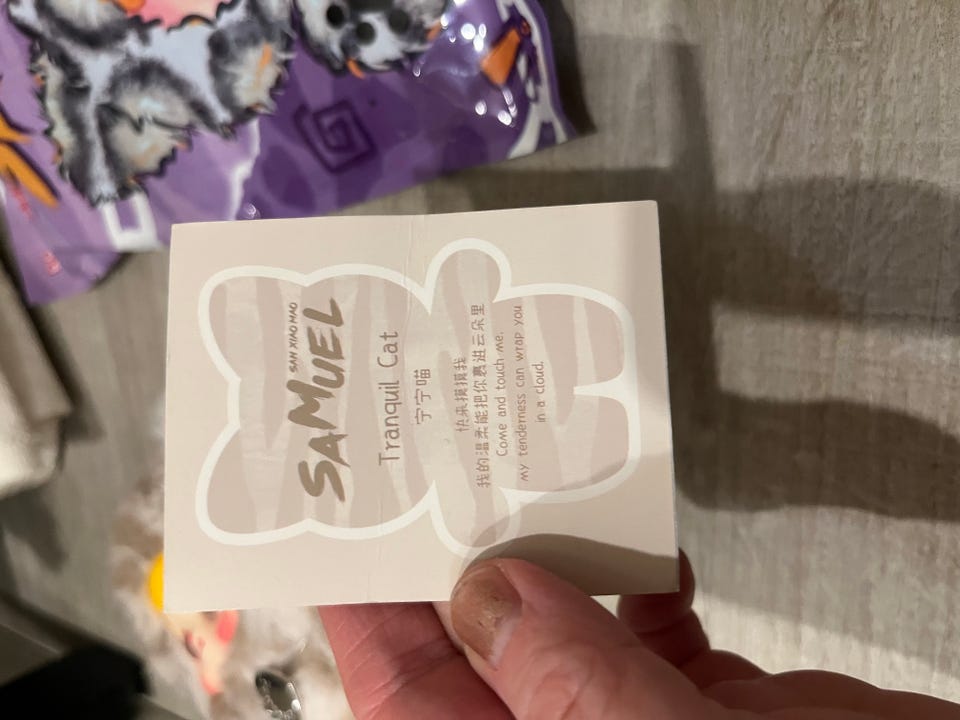 SAN XIAO MAO
SAMUEL
Tranquil Cat
宁宁喵
快来摸摸我
我的温柔能把你裹进云朵里
Come and touch me.
My tenderness can wrap you
in a cloud.